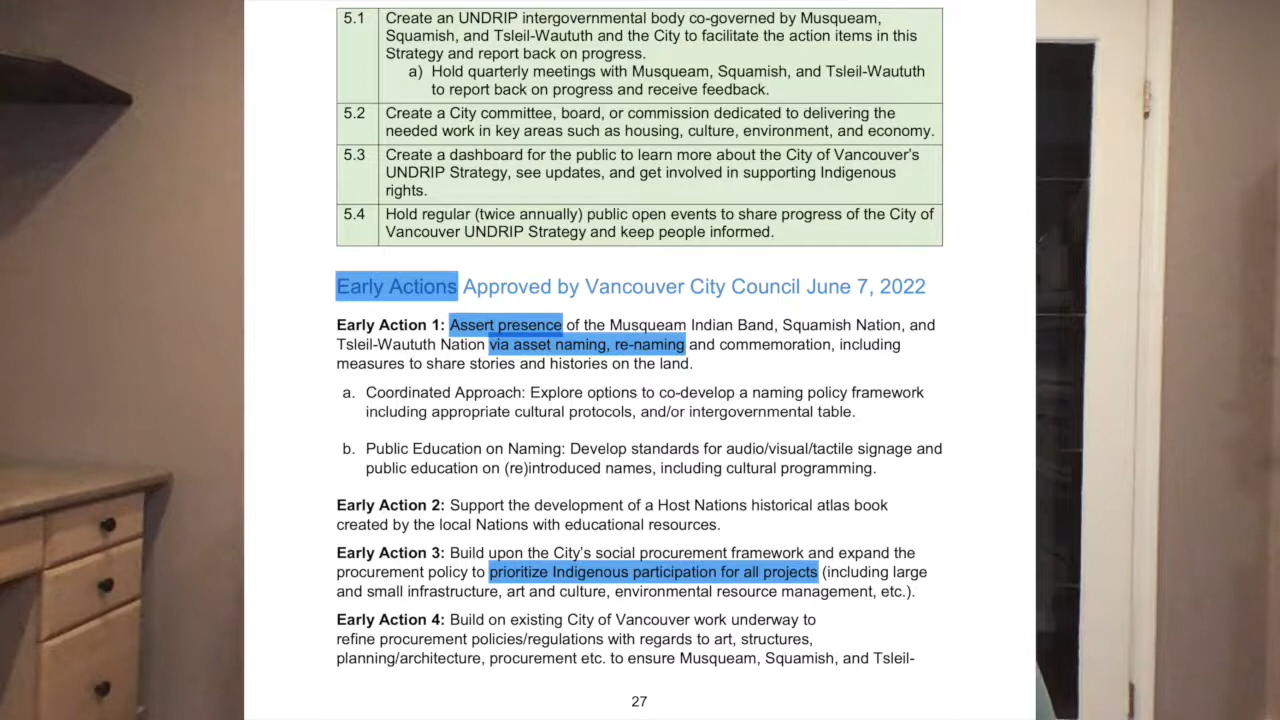 5.1 Create an UNDRIP intergovernmental body co-governed by Musqueam,
Squamish, and Tsleil-Waututh and the City to facilitate the action items in this
Strategy and report back on progress.
a) Hold quarterly meetings with Musqueam, Squamish, and Tsleil-Waututh
to report back on progress and receive feedback.
5.2 Create a City committee, board, or commission dedicated to delivering the
needed work in key areas such as housing, culture, environment, and economy.
5.3 Create a dashboard for the public to learn more about the City of Vancouver's
UNDRIP Strategy, see updates, and get involved in supporting Indigenous
rights.
5.4 Hold regular (twice annually) public open events to share progress of the City of
Vancouver UNDRIP Strategy and keep people informed.
Early Actions Approved by Vancouver City Council June 7, 2022
Early Action 1: Assert presence of the Musqueam Indian Band, Squamish Nation, and
Tsleil-Waututh Nation via asset naming, re-naming and commemoration, including
measures to share stories and histories on the land.
a. Coordinated Approach: Explore options to co-develop a naming policy framework
including appropriate cultural protocols, and/or intergovernmental table.
b. Public Education on Naming: Develop standards for audio/visual/tactile signage and
public education on (re)introduced names, including cultural programming.
Early Action 2: Support the development of a Host Nations historical atlas book
created by the local Nations with educational resources.
Early Action 3: Build upon the City's social procurement framework and expand the
procurement policy to prioritize Indigenous participation for all projects (including large
and small infrastructure, art and culture, environmental resource management, etc.).
Early Action 4: Build on existing City of Vancouver work underway to
refine procurement policies/regulations with regards to art, structures,
planning/architecture, procurement etc. to ensure Musqueam, Squamish, and Tsleil-
27